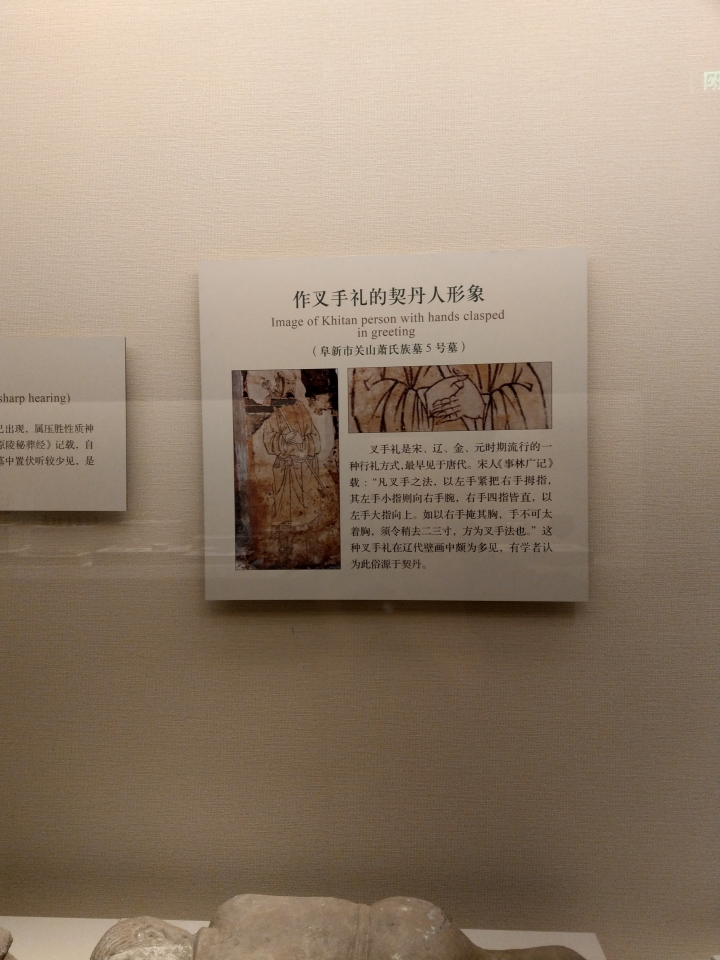 作叉手礼的契丹人形象
Image of Khitan person with hands clasped
in greeting
（阜新市关山萧氏族墓5号墓）
叉手礼是宋、辽、金、元时期流行的一
种行礼方式,最早见于唐代。宋人《事林广记》
载：“凡叉手之法，以左手紧把右手拇指，
其左手小指则向右手腕，右手四指皆直，以
左手大指向上。如以右手掩其胸，手不可太
着胸，须令稍去二三寸，方为叉手法也。”这
种叉手礼在辽代壁画中颇为多见，有学者认
为此俗源于契丹。
sharp hearing)
已出现，属压胜性质神
原陵秘葬经》记载，自
墓中置伏听较少见，是